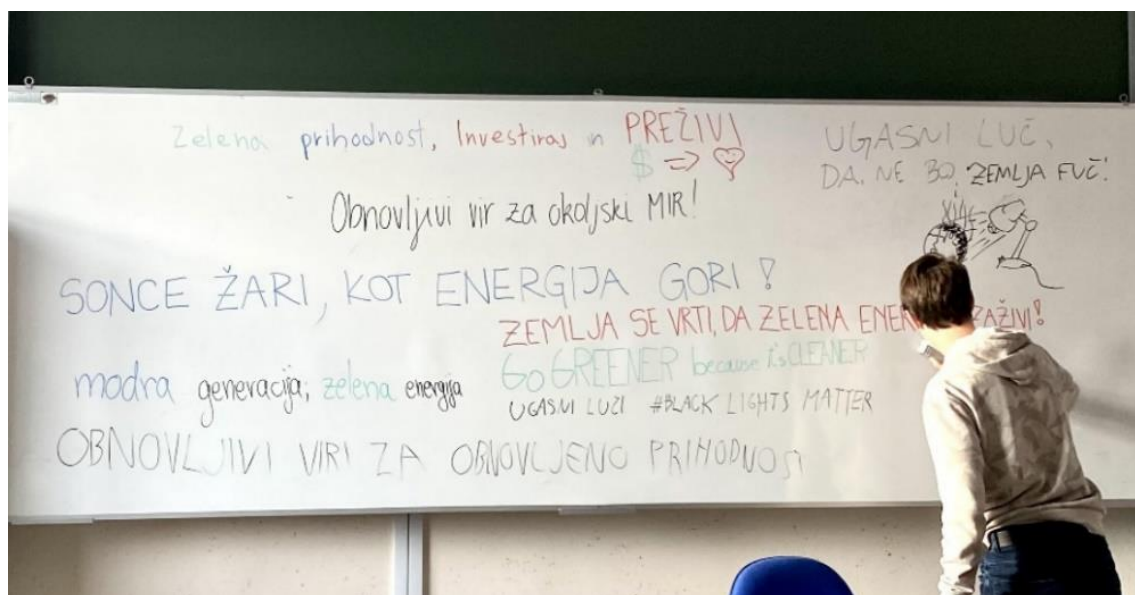 Zelena prihodnost, Investiraj in PREŽIVI
$ ⇒
UGASNI LUČ,
DA NE BO ZEMLJA FUČ!
Obnovljivi vir za okoljski MIR!
SONCE ŽARI, KOT ENERGIJA GORI!
ZEMLJA SE VRTI, DA ZELENA ZAŽIVI!
modra generacija, zelena energija
GO GREENER because it's CLEANER
UGASNI LUČI #BLACK LIGHTS MATTER
OBNOVLJIVI VIRI ZA OBNOVLJENO PRIHODNOST